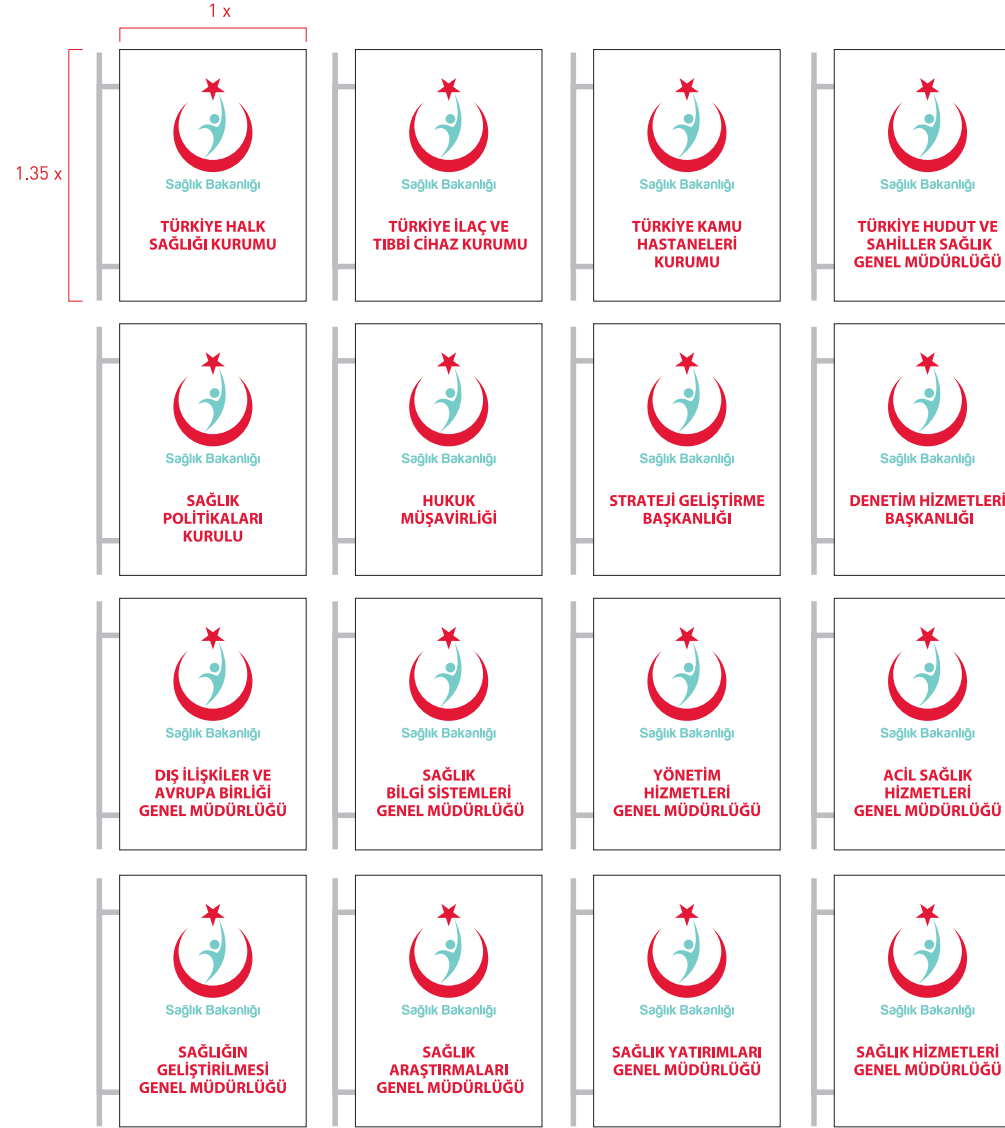 1 x
1.35 x
Sağlık Bakanlığı
TÜRKİYE HALK
SAĞLIĞI KURUMU
Sağlık Bakanlığı
TÜRKİYE İLAÇ VE
TIBBİ CİHAZ KURUMU
Sağlık Bakanlığı
TÜRKİYE KAMU
HASTANELERİ
KURUMU
Sağlık Bakanlığı
TÜRKİYE HUDUT VE
SAHİLLER SAĞLIK
GENEL MÜDÜRLÜĞÜ
Sağlık Bakanlığı
SAĞLIK
POLİTİKALARI
KURULU
Sağlık Bakanlığı
HUKUK
MÜŞAVİRLİĞİ
Sağlık Bakanlığı
STRATEJİ GELİŞTİRME
BAŞKANLIĞI
Sağlık Bakanlığı
DENETİM HİZMETLERİ
BAŞKANLIĞI
Sağlık Bakanlığı
DIŞ İLİŞKİLER VE
AVRUPA BİRLİĞİ
GENEL MÜDÜRLÜĞÜ
Sağlık Bakanlığı
SAĞLIK
BİLGİ SİSTEMLERİ
GENEL MÜDÜRLÜĞÜ
Sağlık Bakanlığı
YÖNETİM
HİZMETLERİ
GENEL MÜDÜRLÜĞÜ
Sağlık Bakanlığı
ACİL SAĞLIK
HİZMETLERİ
GENEL MÜDÜRLÜĞÜ
Sağlık Bakanlığı
SAĞLIĞIN
GELİŞTİRİLMESİ
GENEL MÜDÜRLÜĞÜ
Sağlık Bakanlığı
SAĞLIK
ARAŞTIRMALARI
GENEL MÜDÜRLÜĞÜ
Sağlık Bakanlığı
SAĞLIK YATIRIMLARI
GENEL MÜDÜRLÜĞÜ
Sağlık Bakanlığı
SAĞLIK HİZMETLERİ
GENEL MÜDÜRLÜĞÜ